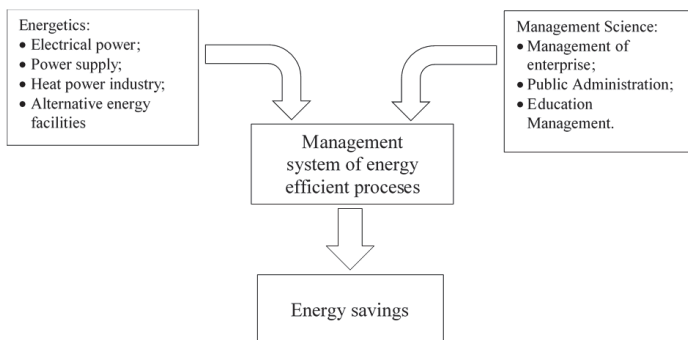 Energetics:
• Electrical power;
• Power supply;
• Heat power industry;
• Alternative energy
facilities
Management Science:
• Management of
enterprise;
• Public Administration;
• Education
Management.
Management
system of energy
efficient proceses
Energy savings